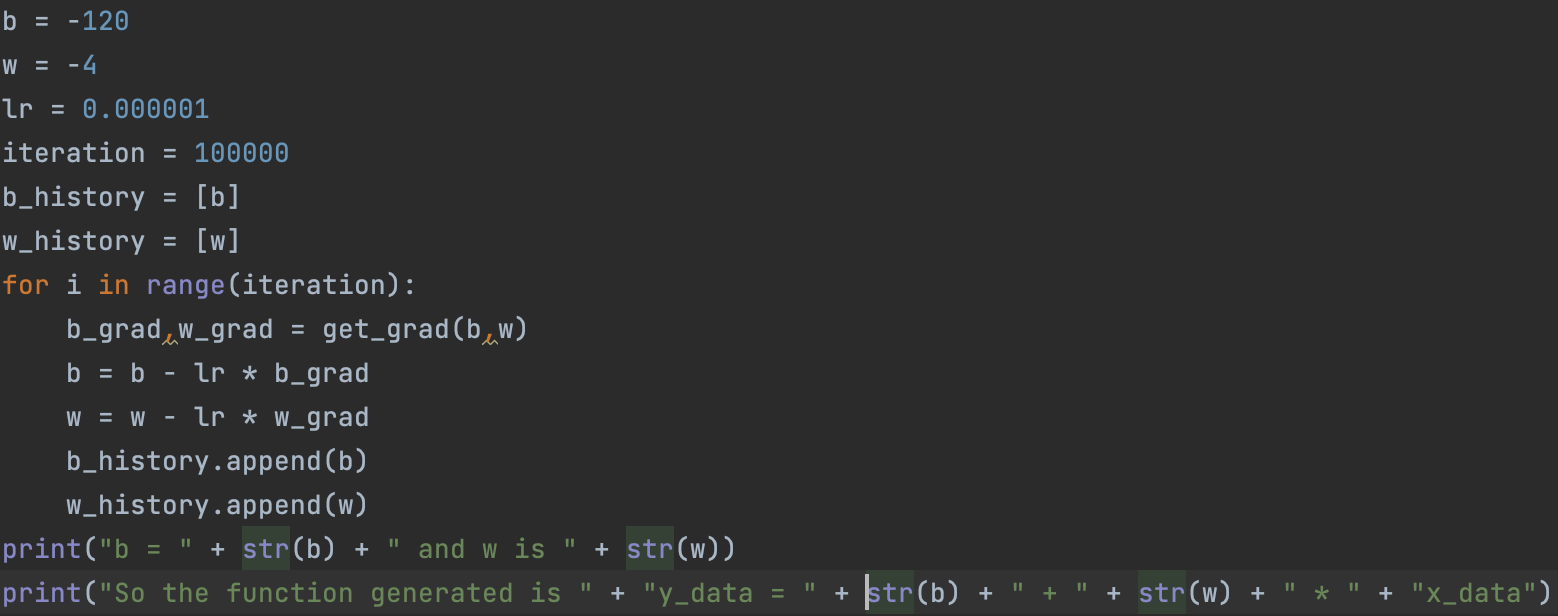 b = -120
w = -4
lr = 0.000001
iteration = 100000
b_history = [b]
w_history = [w]
for i in range(iteration):
    b_grad,w_grad = get_grad(b,w)
    b = b - lr * b_grad
    w = w - lr * w_grad
    b_history.append(b)
    w_history.append(w)
print("b = " + str(b) + " and w is " + str(w))
print("So the function generated is " + "y_data = " + str(b) + " + " + str(w) + " * " + "x_data")